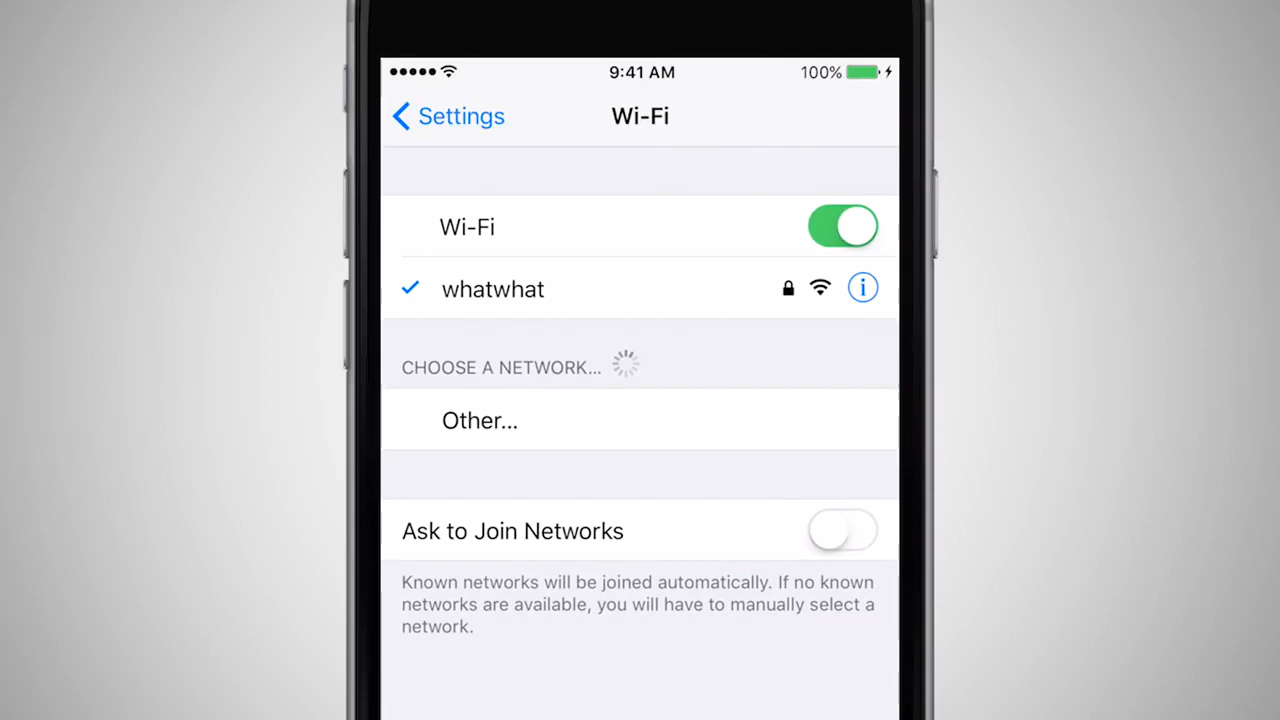 9:41 AM 100%
Settings Wi-Fi
Wi-Fi
whatwhat
CHOOSE A NETWORK...
Other...
Ask to Join Networks
Known networks will be joined automatically. If no known
networks are available, you will have to manually select a
network.